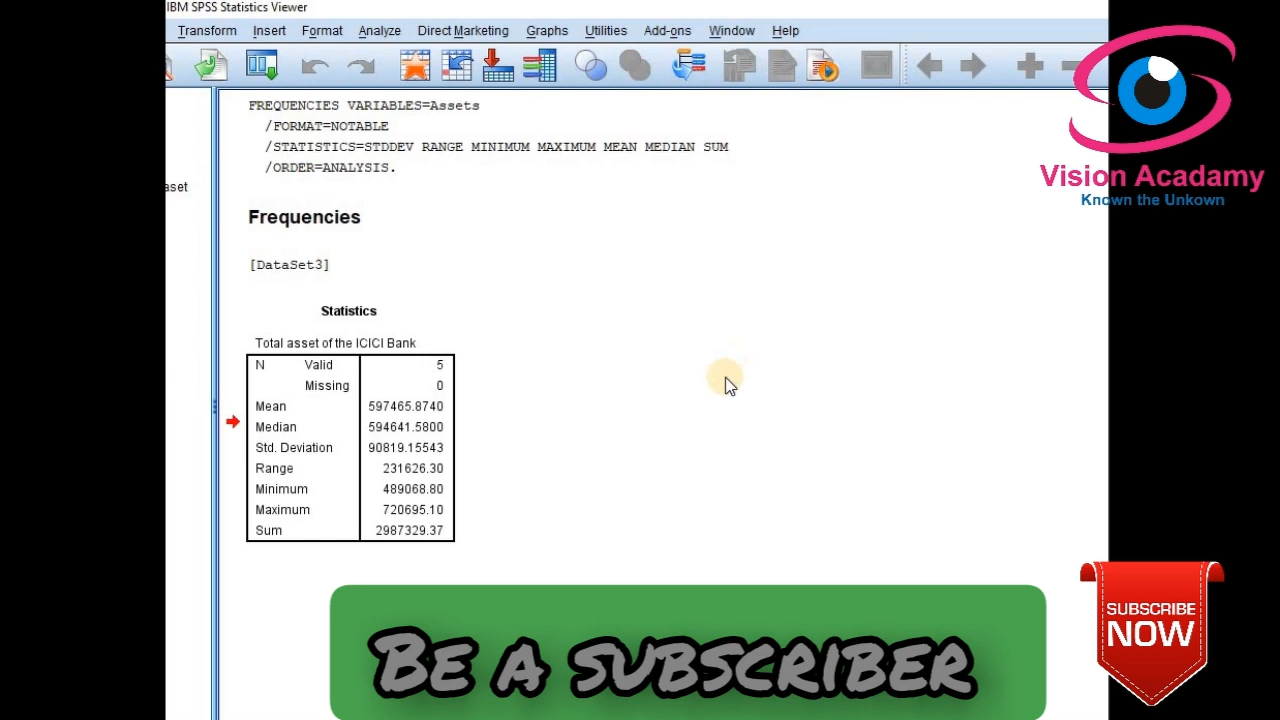 IBM SPSS Statistics Viewer
Transform Insert Format Analyze Direct Marketing Graphs Utilities Add-ons Window Help
FREQUENCIES VARIABLES=Assets
/FORMAT=NOTABLE
/STATISTICS=STDDEV RANGE MINIMUM MAXIMUM MEAN MEDIAN SUM
/ORDER=ANALYSIS.
Vision Acadamy
Known the Unkown
aset
Frequencies
[DataSet3]
Statistics
Total asset of the ICICI Bank
N Valid 5
Missing 0
Mean 597465.8740
Median 594641.5800
Std. Deviation 90819.15543
Range 231626.30
Minimum 489068.80
Maximum 720695.10
Sum 2987329.37
BE A SUBSCRIBER
SUBSCRIBE
NOW